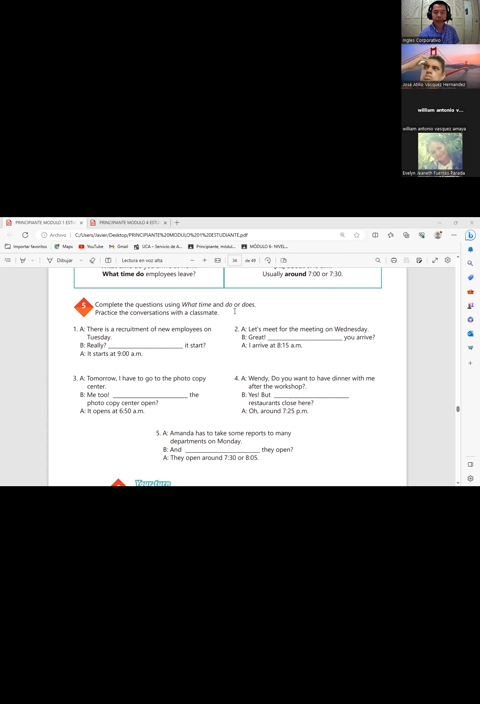 Ingles Corporativo
José Atilio Vásquez Hernandez
william antonio v...
william antonio vasquez amaya
Evelyn Jeaneth Fuentes Parada
PRINCIPIANTE MODULO 1 ESTU
PRINCIPIANTE MODULO 4 EST
Archivo
C:/Users/Javier/Desktop/PRINCIPIANTE%20MODULO%201%20ESTUDIANTE.pdf
Importar favoritos
Maps
YouTube
Gmail
UCA – Servicio de A...
Principiante, módul...
MÓDULO 6- NIVEL...
Dibujar
Lectura en voz alta
34
de 49
What time do employees leave?
Usually around 7:00 or 7:30.
5
Complete the questions using What time and do or does.
Practice the conversations with a classmate.
1. A: There is a recruitment of new employees on
Tuesday.
B: Really? ______________________ it start?
A: It starts at 9:00 a.m.
2. A: Let's meet for the meeting on Wednesday.
B: Great! ______________________ you arrive?
A: I arrive at 8:15 a.m.
3. A: Tomorrow, I have to go to the photo copy
center.
B: Me too! ______________________ the
photo copy center open?
A: It opens at 6:50 a.m.
4. A: Wendy, Do you want to have dinner with me
after the workshop?.
B: Yes! But ______________________
restaurants close here?
A: Oh, around 7:25 p.m.
5. A: Amanda has to take some reports to many
departments on Monday.
B: And ______________________ they open?
A: They open around 7:30 or 8:05.
Your turn